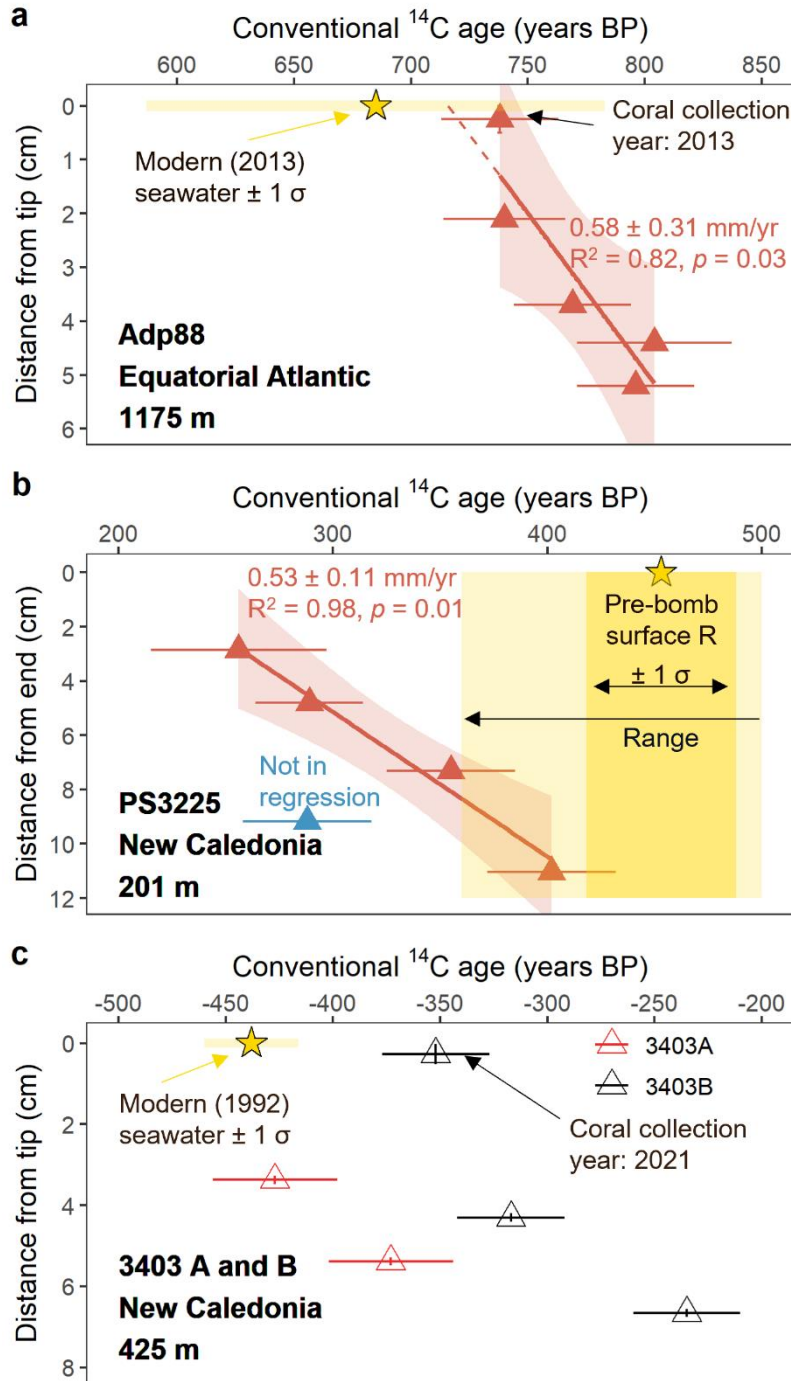 a
Conventional ¹⁴C age (years BP)
600 650 700 750 800 850
0
1
2
3
4
5
6
Distance from tip (cm)
Coral collection
year: 2013
Modern (2013)
seawater ± 1 σ
0.58 ± 0.31 mm/yr
R² = 0.82, p = 0.03
Adp88
Equatorial Atlantic
1175 m
b
Conventional ¹⁴C age (years BP)
200 300 400 500
0
2
4
6
8
10
12
Distance from end (cm)
0.53 ± 0.11 mm/yr
R² = 0.98, p = 0.01
Pre-bomb
surface R
± 1 σ
Range
Not in
regression
PS3225
New Caledonia
201 m
c
Conventional ¹⁴C age (years BP)
-500 -450 -400 -350 -300 -250 -200
0
2
4
6
8
Distance from tip (cm)
3403A
3403B
Modern (1992)
seawater ± 1 σ
Coral collection
year: 2021
3403 A and B
New Caledonia
425 m